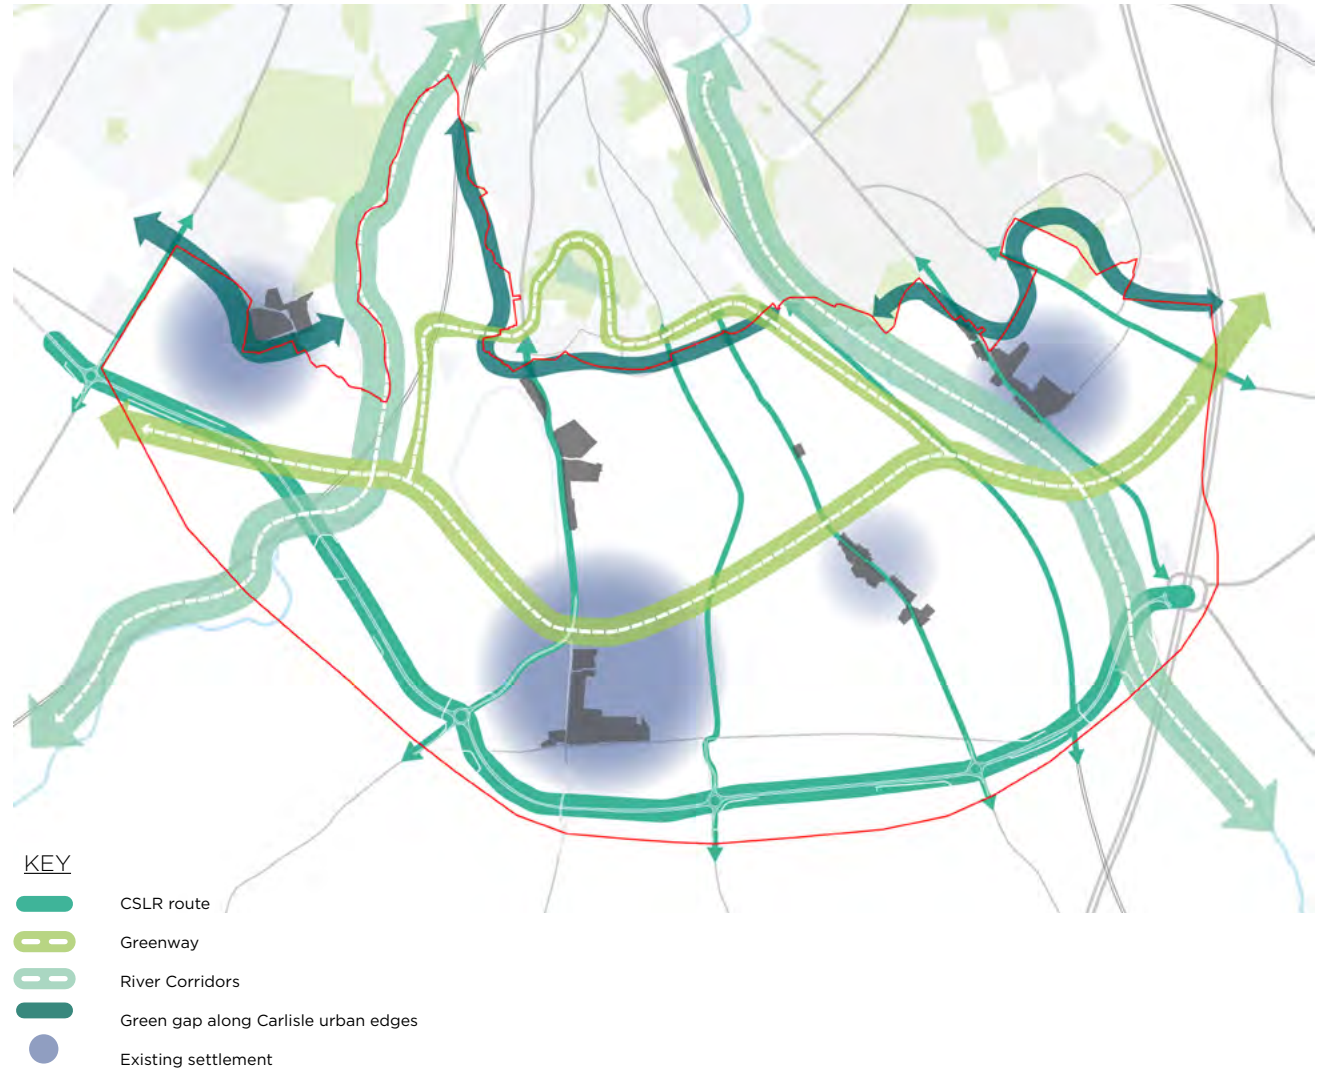 KEY
CSLR route
Greenway
River Corridors
Green gap along Carlisle urban edges
Existing settlement